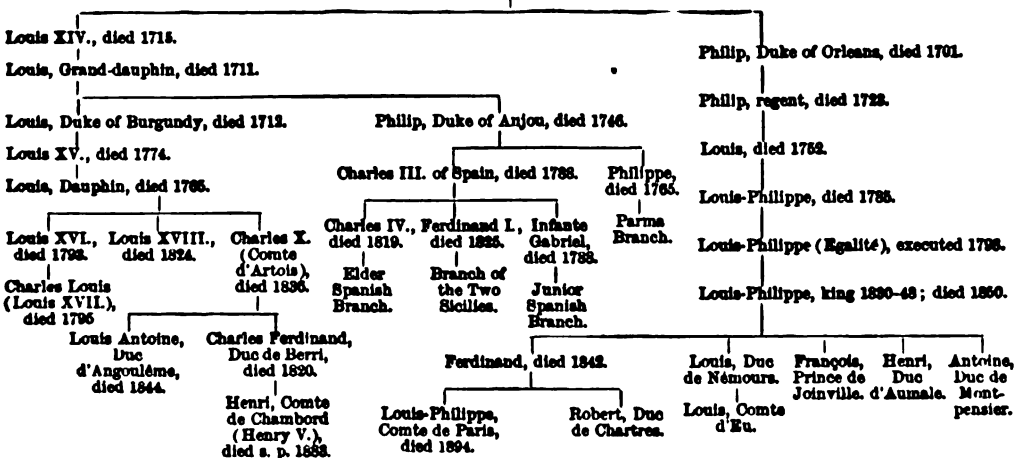 Louis XIV., died 1715.
Louis, Grand-dauphin, died 1711.
Philip, Duke of Orleans, died 1701.
Philip, regent, died 1723.
Louis, Duke of Burgundy, died 1712.
Philip, Duke of Anjou, died 1746.
Louis XV., died 1774.
Louis, died 1752.
Louis, Dauphin, died 1765.
Charles III. of Spain, died 1788.
Philippe,
died 1765.
Louis-Philippe, died 1785.
Louis XVI.,
died 1793.
Louis XVIII.,
died 1824.
Charles X.
(Comte
d'Artois),
died 1836.
Charles IV.,
died 1819.
Ferdinand I.,
died 1825.
Infante
Gabriel,
died 1788.
Parma
Branch.
Louis-Philippe (Egalité), executed 1793.
Charles Louis
(Louis XVII.),
died 1795
Elder
Spanish
Branch.
Branch of
the Two
Sicilies.
Junior
Spanish
Branch.
Louis-Philippe, king 1830-48; died 1850.
Louis Antoine,
Duc
d'Angoulême,
died 1844.
Charles Ferdinand,
Duc de Berri,
died 1820.
Henri, Comte
de Chambord
(Henry V.),
died s. p. 1883.
Ferdinand, died 1842.
Louis, Duc
de Némours.
François,
Prince de
Joinville.
Henri,
Duc
d'Aumale.
Antoine,
Duc de
Mont-
pensier.
Louis-Philippe,
Comte de Paris,
died 1894.
Robert, Duc
de Chartres.
Louis, Comte
d'Eu.